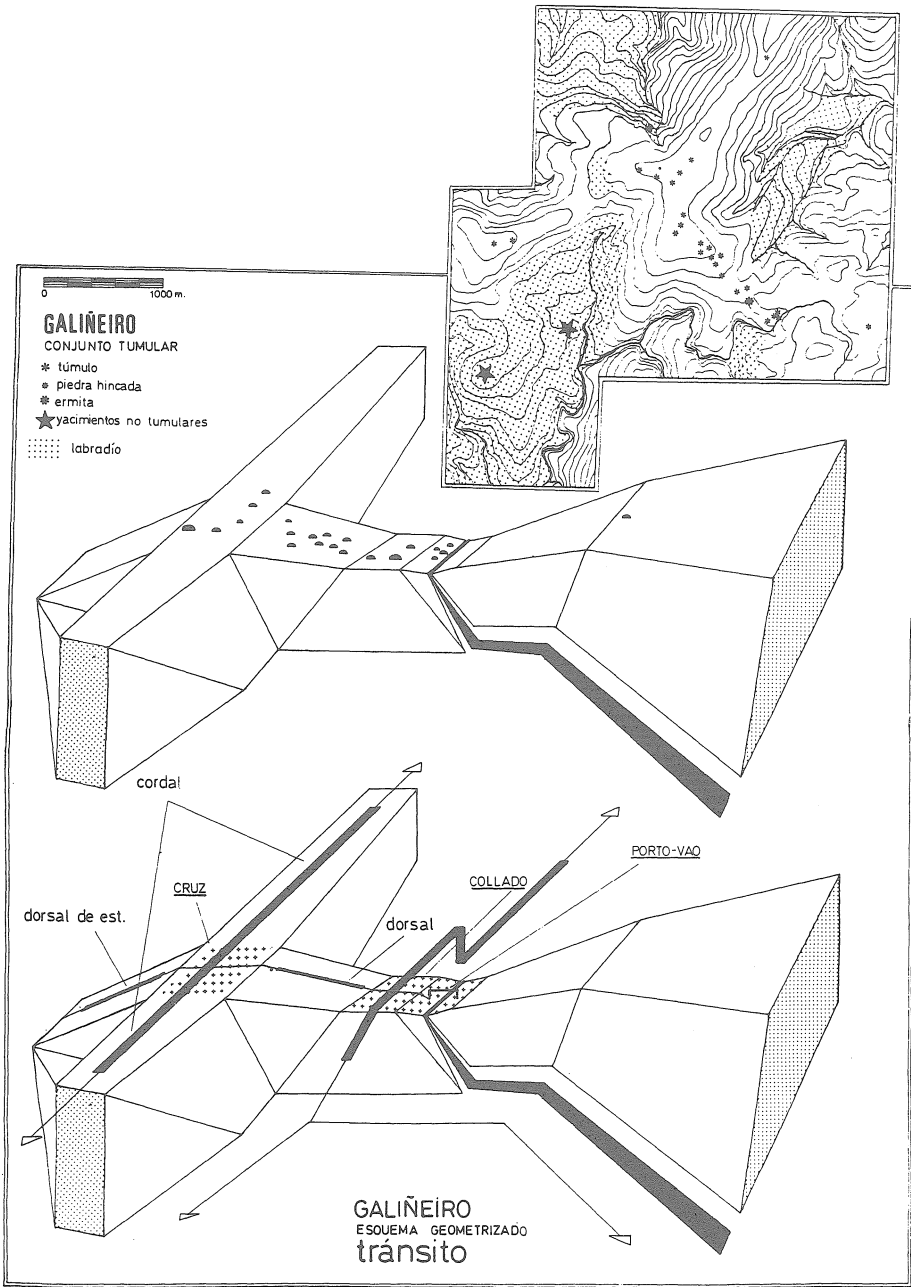 0 1000 m.
GALIÑEIRO
CONJUNTO TUMULAR
túmulo
piedra hincada
ermita
yacimientos no tumulares
labradío
cordal
PORTO-VAO
CRUZ
COLLADO
dorsal de est.
dorsal
GALIÑEIRO
ESQUEMA GEOMETRIZADO
tránsito